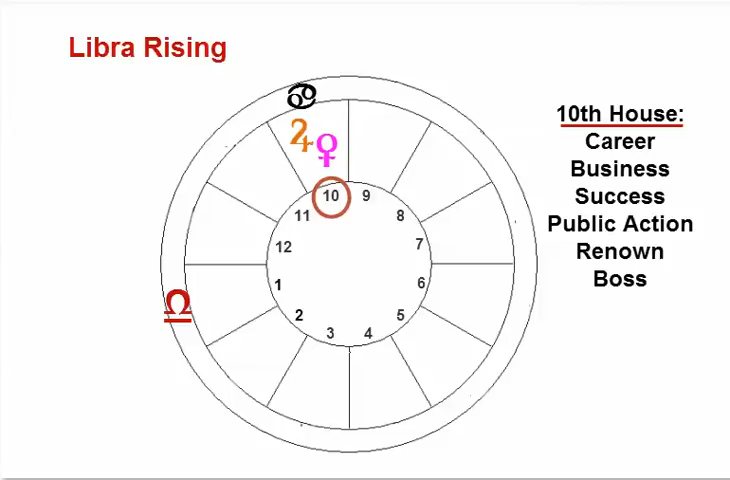 Libra Rising
♋
♃ ♀
10 9
11 8
12 7
1 6
2 5
3 4
♎
10th House:
Career
Business
Success
Public Action
Renown
Boss